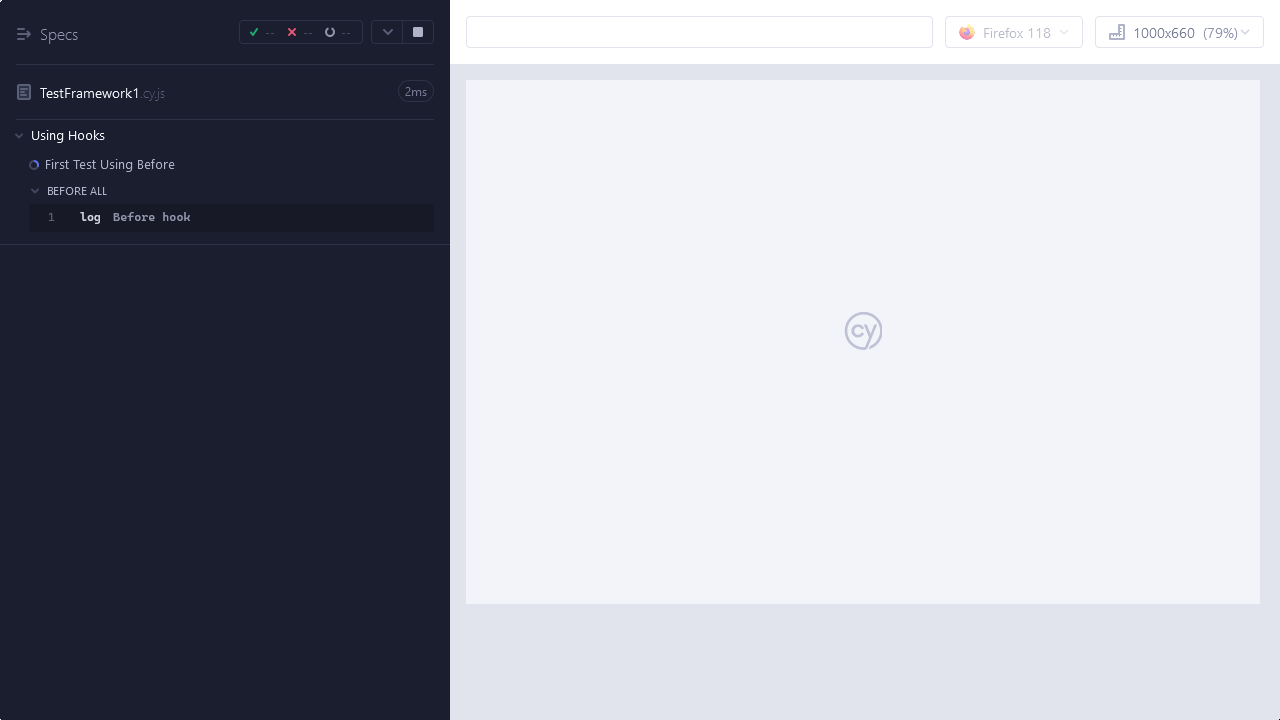 Specs
--
--
--
Firefox 118
1000x660 (79%)
TestFramework1.cy.js
2ms
Using Hooks
First Test Using Before
BEFORE ALL
1 log Before hook
cy